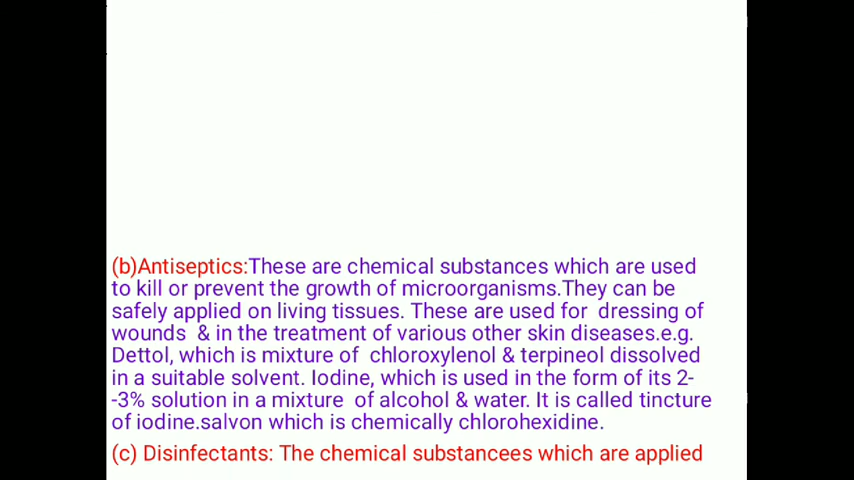 (b)Antiseptics:These are chemical substances which are used
to kill or prevent the growth of microorganisms.They can be
safely applied on living tissues. These are used for dressing of
wounds & in the treatment of various other skin diseases.e.g.
Dettol, which is mixture of chloroxylenol & terpineol dissolved
in a suitable solvent. Iodine, which is used in the form of its 2-
-3% solution in a mixture of alcohol & water. It is called tincture
of iodine.salvon which is chemically chlorohexidine.
(c) Disinfectants: The chemical substancees which are applied